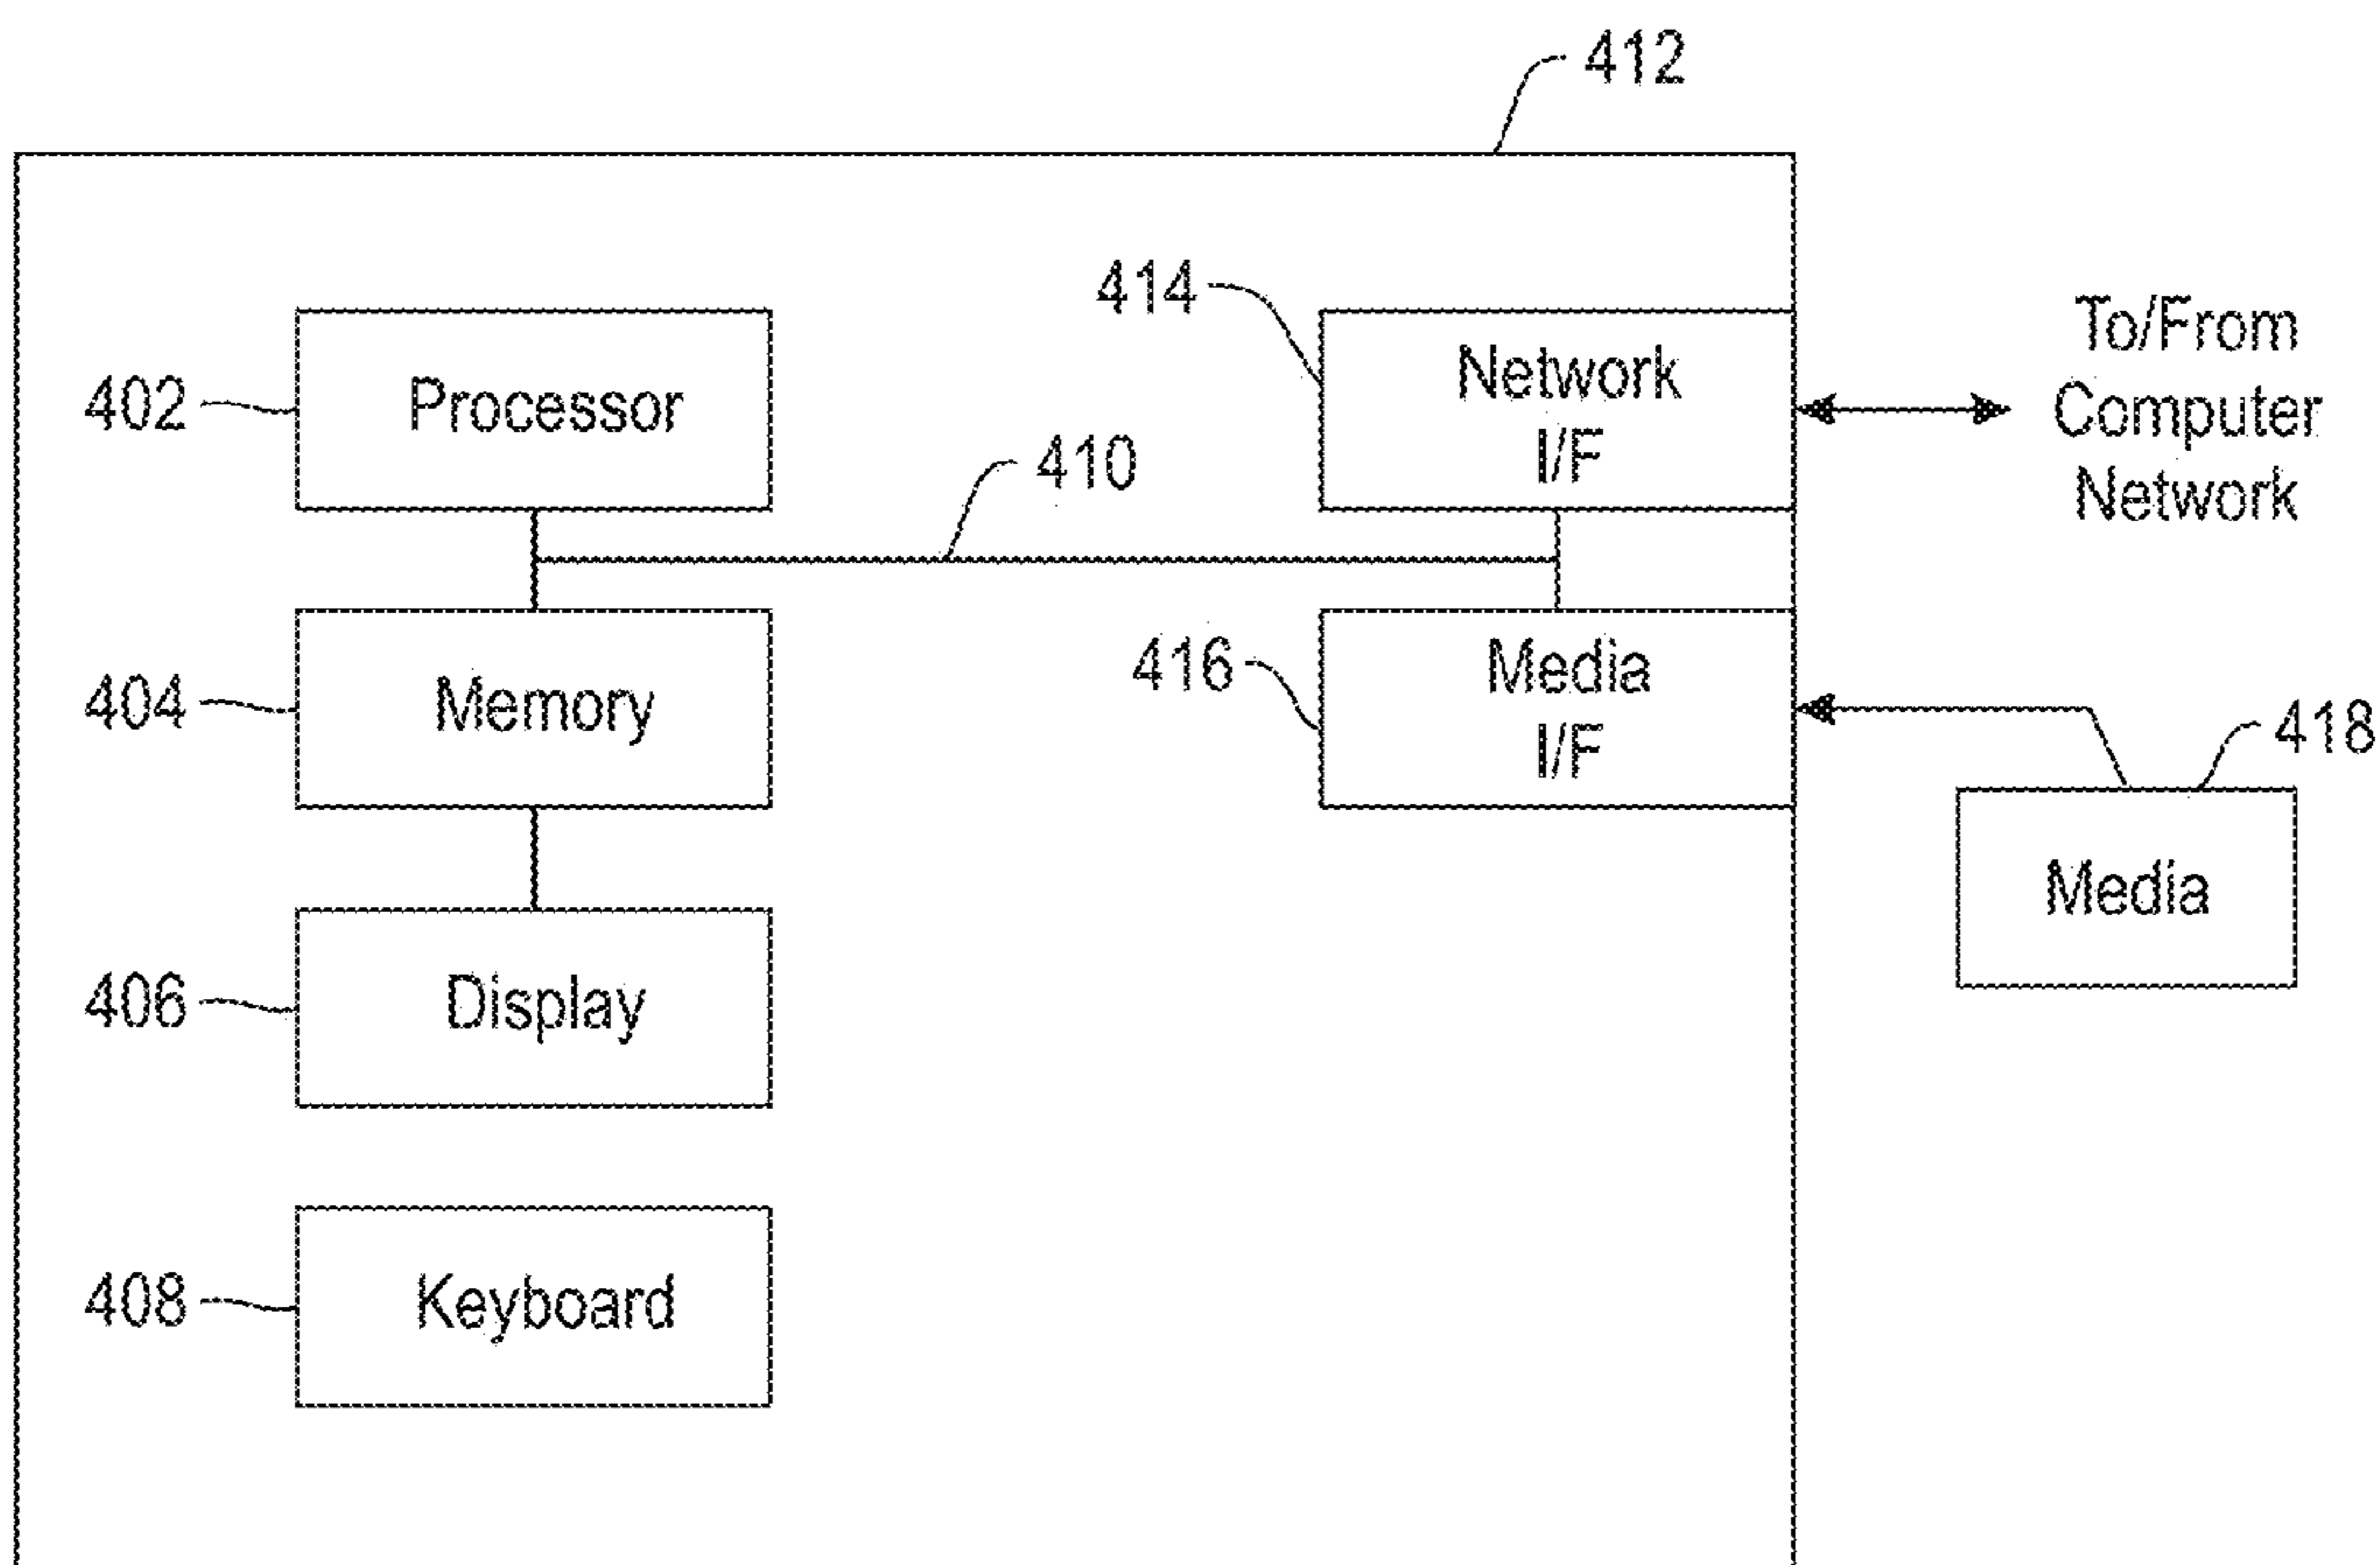 412
414
Network
I/F
To/From
Computer
Network
402
Processor
410
404
Memory
416
Media
I/F
418
Media
406
Display
408
Keyboard